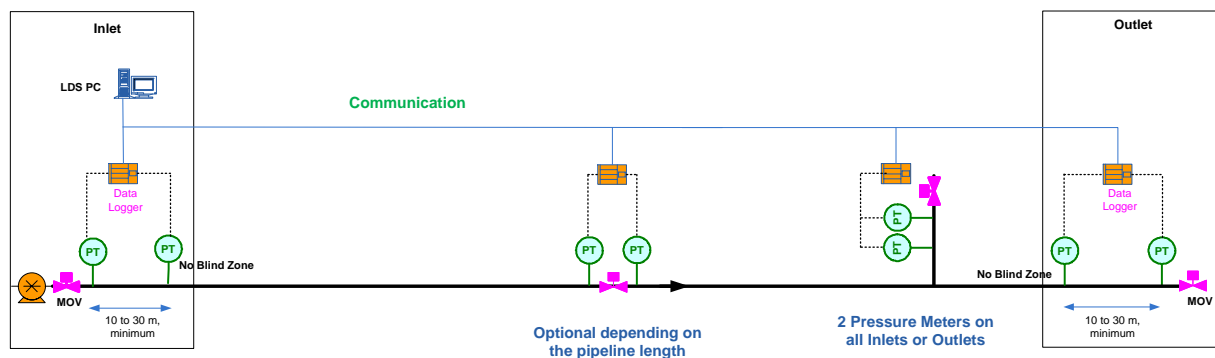 Inlet
Outlet
LDS PC
Communication
Data
Logger
Data
Logger
PT
PT
PT
PT
PT
PT
PT
PT
No Blind Zone
No Blind Zone
MOV
MOV
10 to 30 m,
minimum
Optional depending on
the pipeline length
2 Pressure Meters on
all Inlets or Outlets
10 to 30 m,
minimum